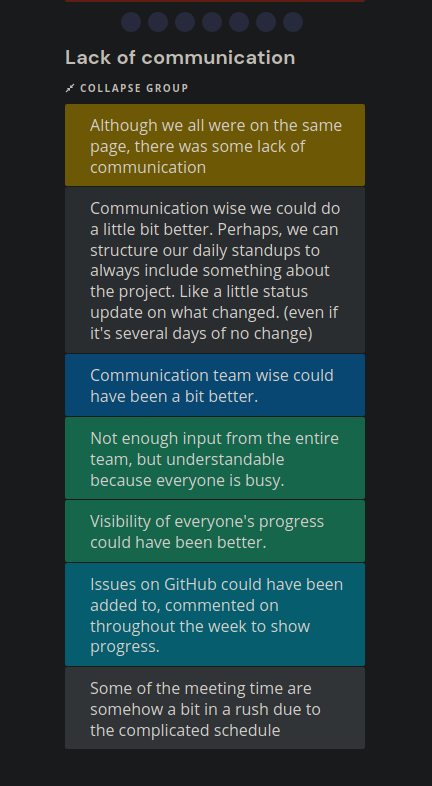 Lack of communication
COLLAPSE GROUP
Although we all were on the same
page, there was some lack of
communication
Communication wise we could do
a little bit better. Perhaps, we can
structure our daily standups to
always include something about
the project. Like a little status
update on what changed. (even if
it's several days of no change)
Communication team wise could
have been a bit better.
Not enough input from the entire
team, but understandable
because everyone is busy.
Visibility of everyone's progress
could have been better.
Issues on GitHub could have been
added to, commented on
throughout the week to show
progress.
Some of the meeting time are
somehow a bit in a rush due to
the complicated schedule